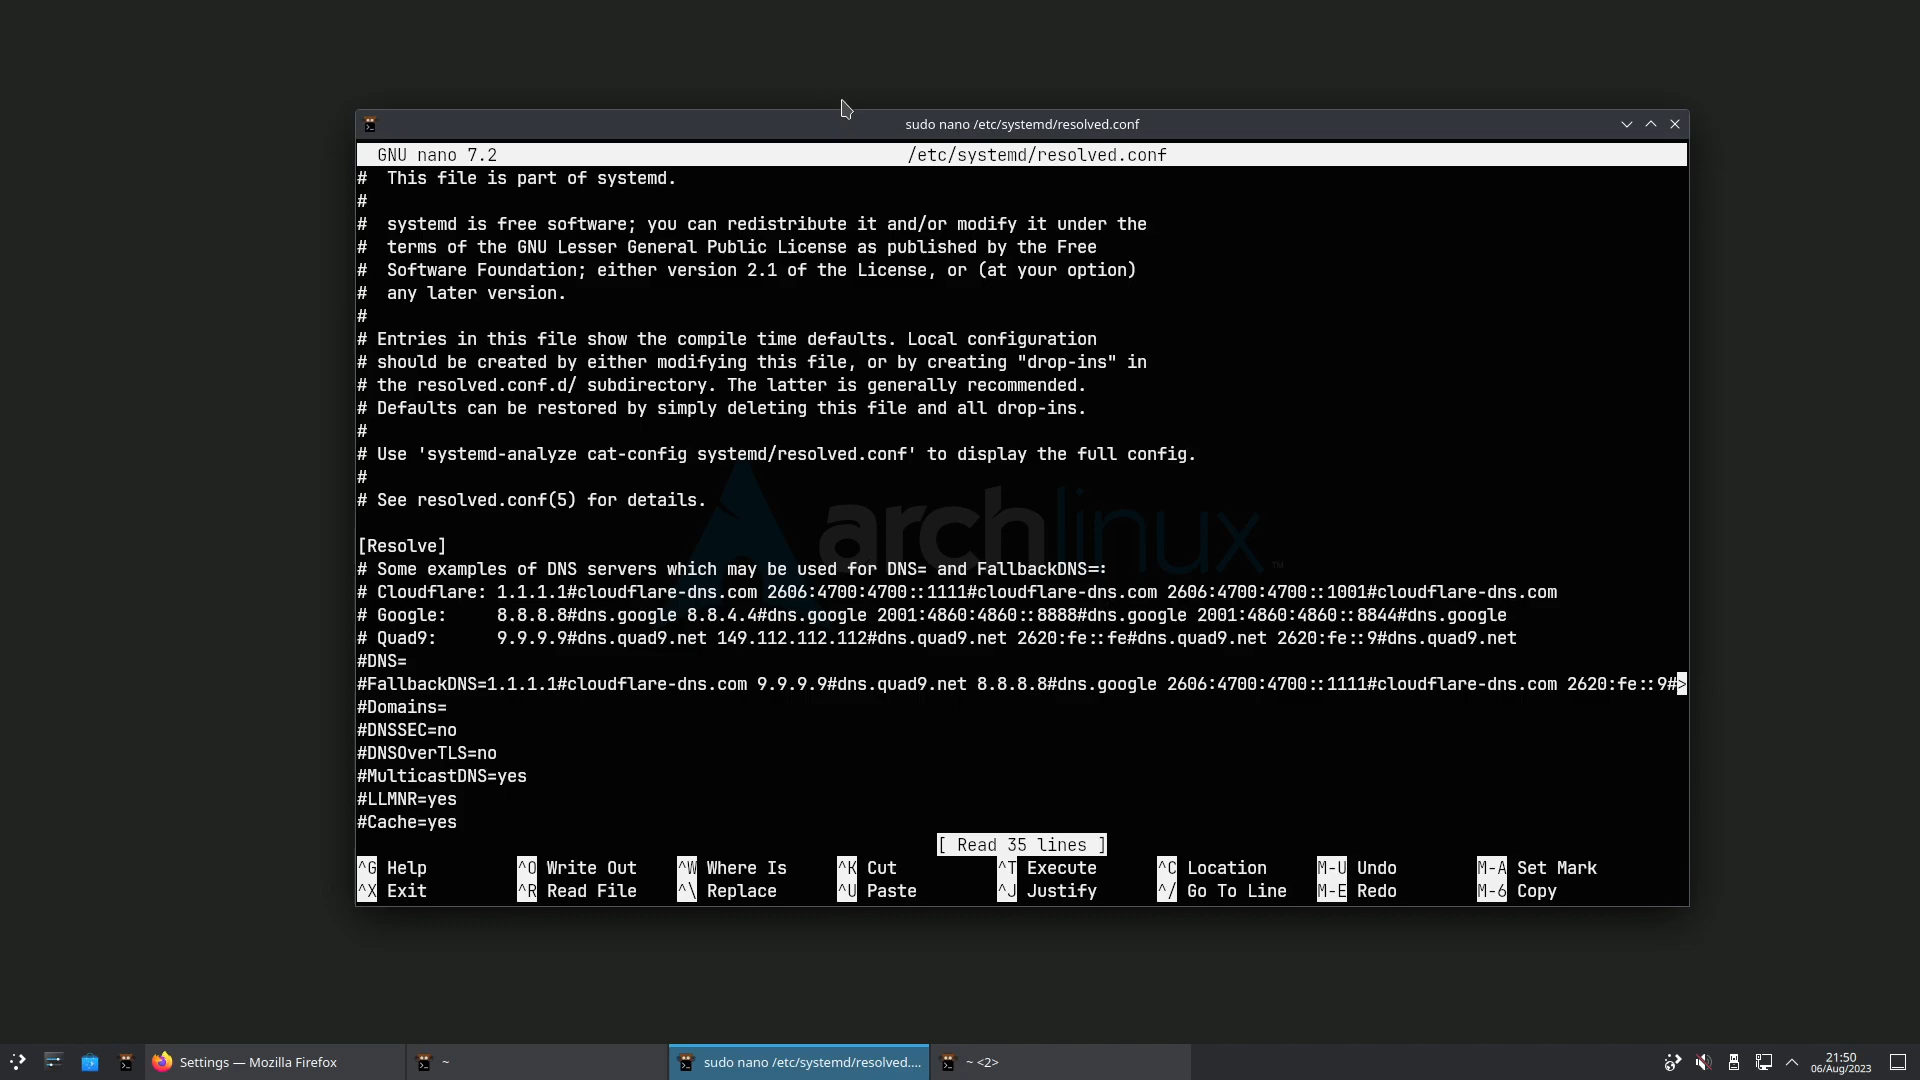 sudo nano /etc/systemd/resolved.conf
GNU nano 7.2 /etc/systemd/resolved.conf
# This file is part of systemd.
#
# systemd is free software; you can redistribute it and/or modify it under the
# terms of the GNU Lesser General Public License as published by the Free
# Software Foundation; either version 2.1 of the License, or (at your option)
# any later version.
#
# Entries in this file show the compile time defaults. Local configuration
# should be created by either modifying this file, or by creating "drop-ins" in
# the resolved.conf.d/ subdirectory. The latter is generally recommended.
# Defaults can be restored by simply deleting this file and all drop-ins.
#
# Use 'systemd-analyze cat-config systemd/resolved.conf' to display the full config.
#
# See resolved.conf(5) for details.
archlinux™
[Resolve]
# Some examples of DNS servers which may be used for DNS= and FallbackDNS=:
# Cloudflare: 1.1.1.1#cloudflare-dns.com 2606:4700:4700::1111#cloudflare-dns.com 2606:4700:4700::1001#cloudflare-dns.com
# Google: 8.8.8.8#dns.google 8.8.4.4#dns.google 2001:4860:4860::8888#dns.google 2001:4860:4860::8844#dns.google
# Quad9: 9.9.9.9#dns.quad9.net 149.112.112.112#dns.quad9.net 2620:fe::fe#dns.quad9.net 2620:fe::9#dns.quad9.net
#DNS=
#FallbackDNS=1.1.1.1#cloudflare-dns.com 9.9.9.9#dns.quad9.net 8.8.8.8#dns.google 2606:4700:4700::1111#cloudflare-dns.com 2620:fe::9#>
#Domains=
#DNSSEC=no
#DNSOverTLS=no
#MulticastDNS=yes
#LLMNR=yes
#Cache=yes
[ Read 35 lines ]
^G Help ^O Write Out ^W Where Is ^K Cut ^T Execute ^C Location M-U Undo M-A Set Mark
^X Exit ^R Read File ^\ Replace ^U Paste ^J Justify ^/ Go To Line M-E Redo M-6 Copy
Settings — Mozilla Firefox ~ sudo nano /etc/systemd/resolved.... ~ <2> 21:50
06/Aug/2023